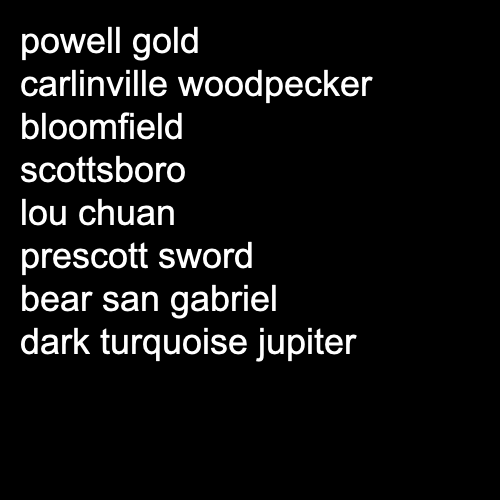 powell gold
carlinville woodpecker
bloomfield
scottsboro
lou chuan
prescott sword
bear san gabriel
dark turquoise jupiter